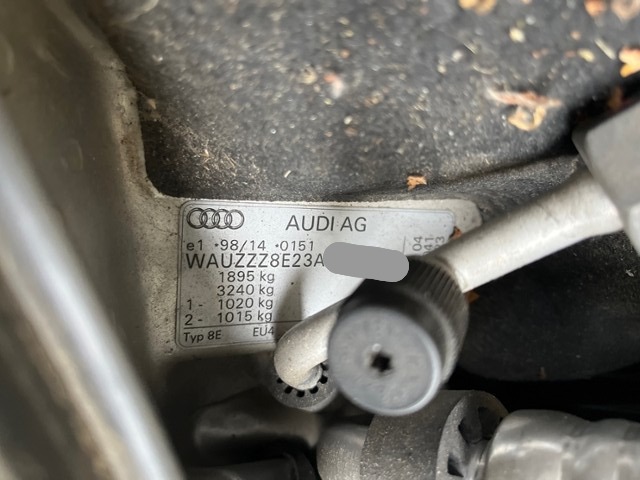 AUDI AG
e1 *98/14 *0151
WAUZZZ8E23A
1895 kg
3240 kg
1- 1020 kg
2- 1015 kg
Typ 8E EU4